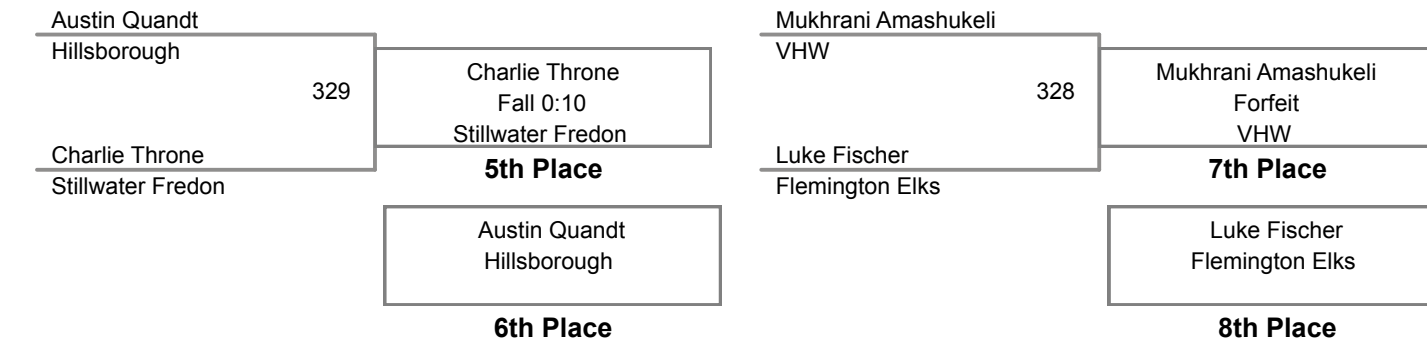 Austin Quandt
Hillsborough
329
Charlie Throne
Fall 0:10
Stillwater Fredon
Charlie Throne
Stillwater Fredon
5th Place
Austin Quandt
Hillsborough
6th Place
Mukhrani Amashukeli
VHW
328
Mukhrani Amashukeli
Forfeit
VHW
Luke Fischer
Flemington Elks
7th Place
Luke Fischer
Flemington Elks
8th Place